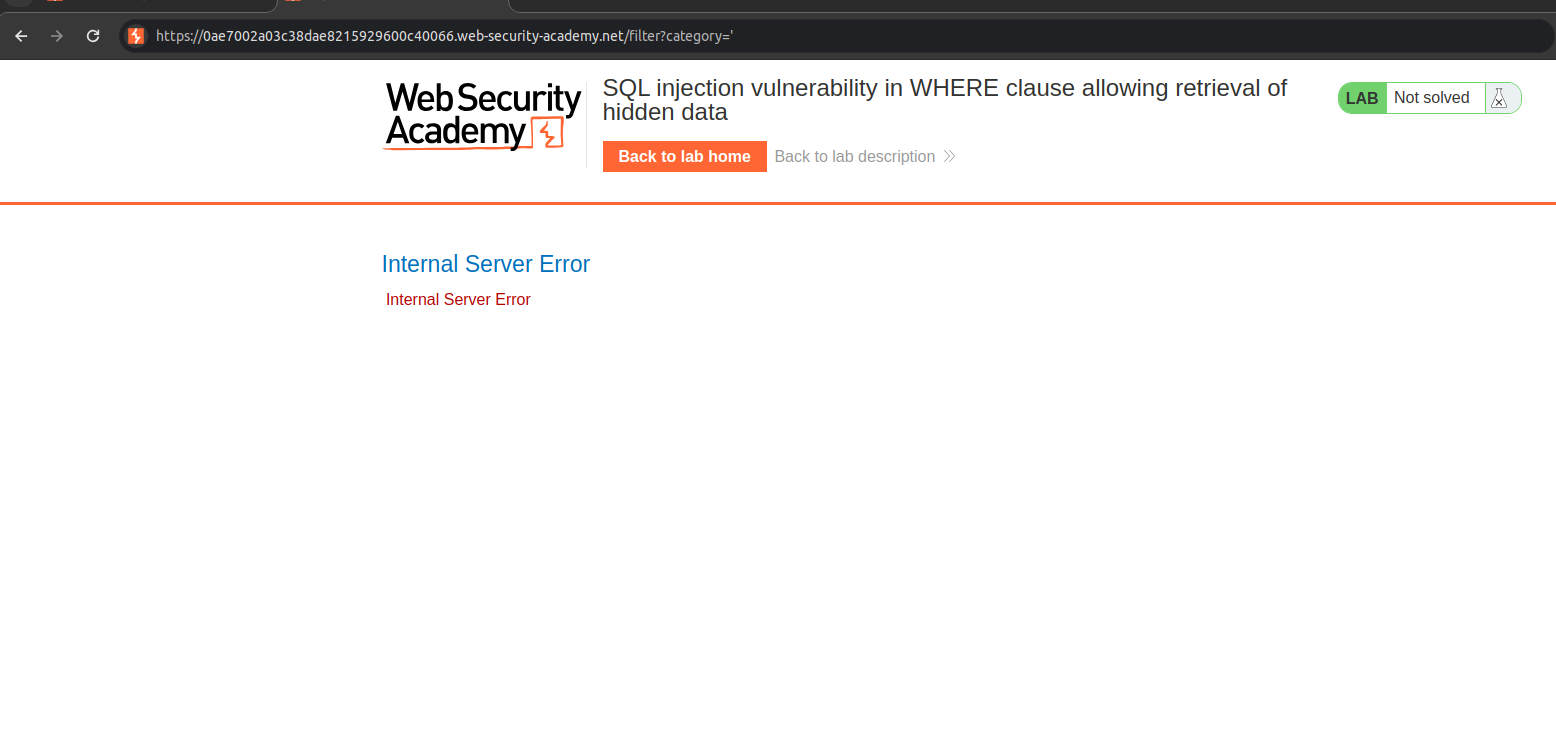 https://0ae7002a03c38dae8215929600c40066.web-security-academy.net/filter?category='
Web Security
Academy
SQL injection vulnerability in WHERE clause allowing retrieval of
hidden data
LAB Not solved
Back to lab home Back to lab description
Internal Server Error
Internal Server Error